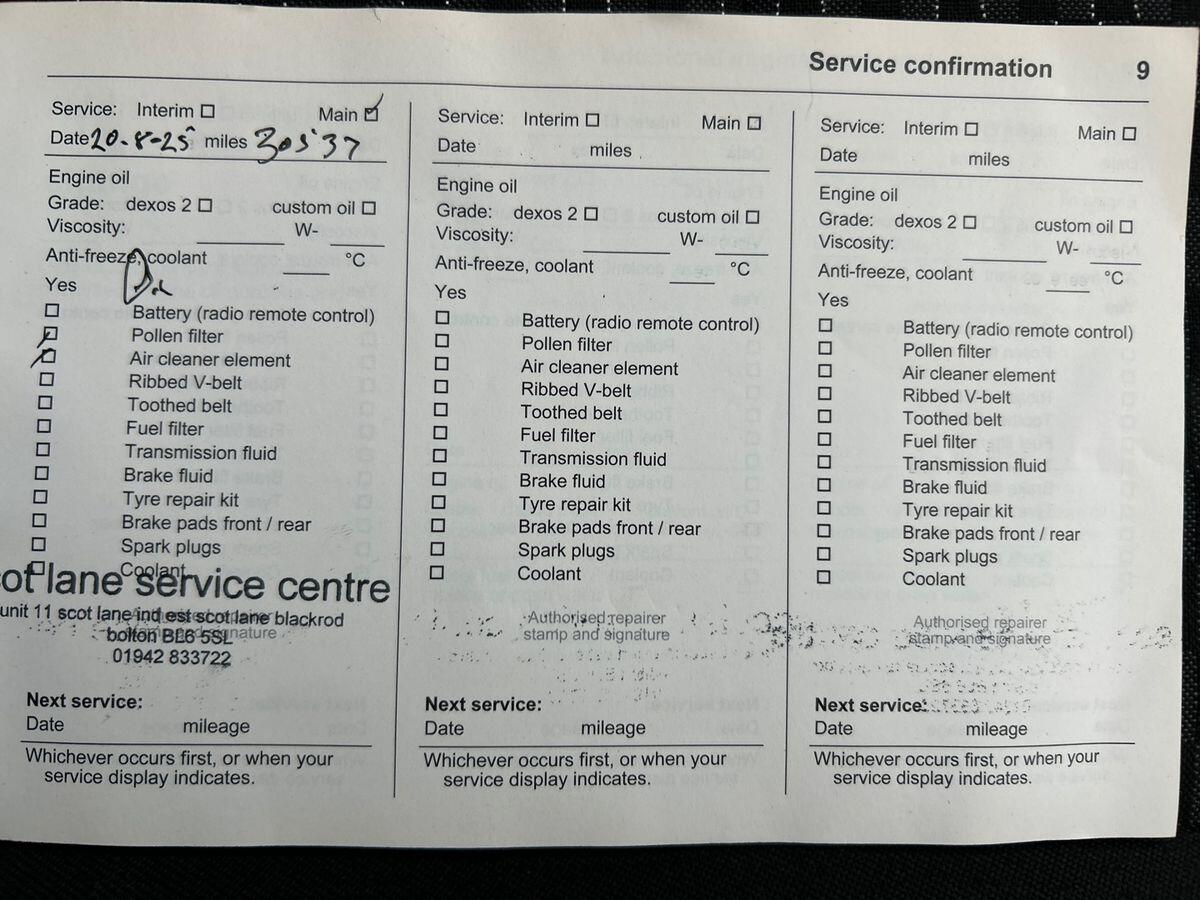 Service confirmation 9
Service: Interim Main
Date 20-8-25 miles 30537
Engine oil
Grade: dexos 2 custom oil
Viscosity: W-
Anti-freeze, coolant °C
Yes
Battery (radio remote control)
Pollen filter
Air cleaner element
Ribbed V-belt
Toothed belt
Fuel filter
Transmission fluid
Brake fluid
Tyre repair kit
Brake pads front / rear
Spark plugs
Coolant
lane service centre
unit 11 scot lane ind est scot lane blackrod
bolton BL6 5SL
01942 833722
Authorised repairer
stamp and signature
Next service:
Date mileage
Whichever occurs first, or when your
service display indicates.
Service: Interim Main
Date miles
Engine oil
Grade: dexos 2 custom oil
Viscosity: W-
Anti-freeze, coolant °C
Yes
Battery (radio remote control)
Pollen filter
Air cleaner element
Ribbed V-belt
Toothed belt
Fuel filter
Transmission fluid
Brake fluid
Tyre repair kit
Brake pads front / rear
Spark plugs
Coolant
Authorised repairer
stamp and signature
Next service:
Date mileage
Whichever occurs first, or when your
service display indicates.
Service: Interim Main
Date miles
Engine oil
Grade: dexos 2 custom oil
Viscosity: W-
Anti-freeze, coolant °C
Yes
Battery (radio remote control)
Pollen filter
Air cleaner element
Ribbed V-belt
Toothed belt
Fuel filter
Transmission fluid
Brake fluid
Tyre repair kit
Brake pads front / rear
Spark plugs
Coolant
Authorised repairer
stamp and signature
Next service:
Date mileage
Whichever occurs first, or when your
service display indicates.